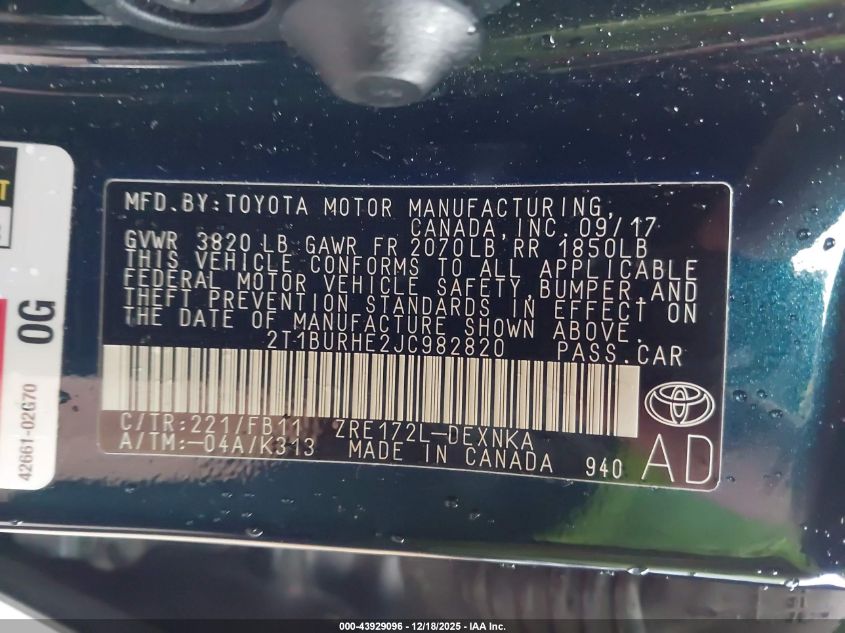 MFD.BY:TOYOTA MOTOR MANUFACTURING,
CANADA, INC. 09/17
GVWR 3820 LB GAWR FR 2070LB RR 1850LB
THIS VEHICLE CONFORMS TO ALL APPLICABLE
FEDERAL MOTOR VEHICLE SAFETY,BUMPER,AND
THEFT PREVENTION STANDARDS IN EFFECT ON
THE DATE OF MANUFACTURE SHOWN ABOVE.
2T1BURHE2JC982820 PASS.CAR
C/TR:221/FB11 ZRE172L-DEXNKA
A/TM:-04A/K313 MADE IN CANADA 940
AD
0G
42661-02G70
000-43929096 - 12/18/2025 - IAA Inc.